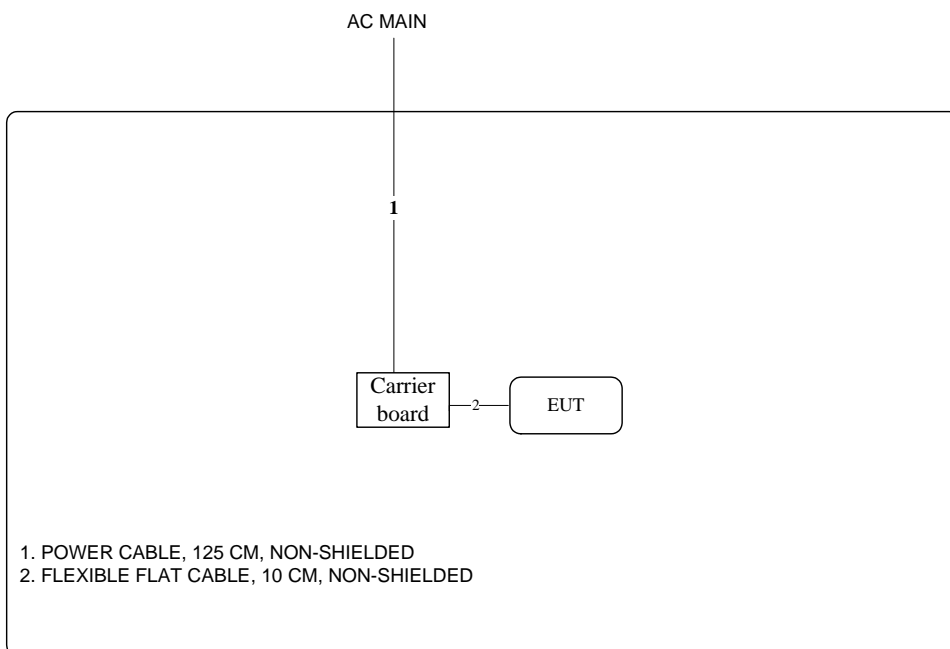 AC MAIN
1
Carrier
board
2
EUT
1. POWER CABLE, 125 CM, NON-SHIELDED
2. FLEXIBLE FLAT CABLE, 10 CM, NON-SHIELDED